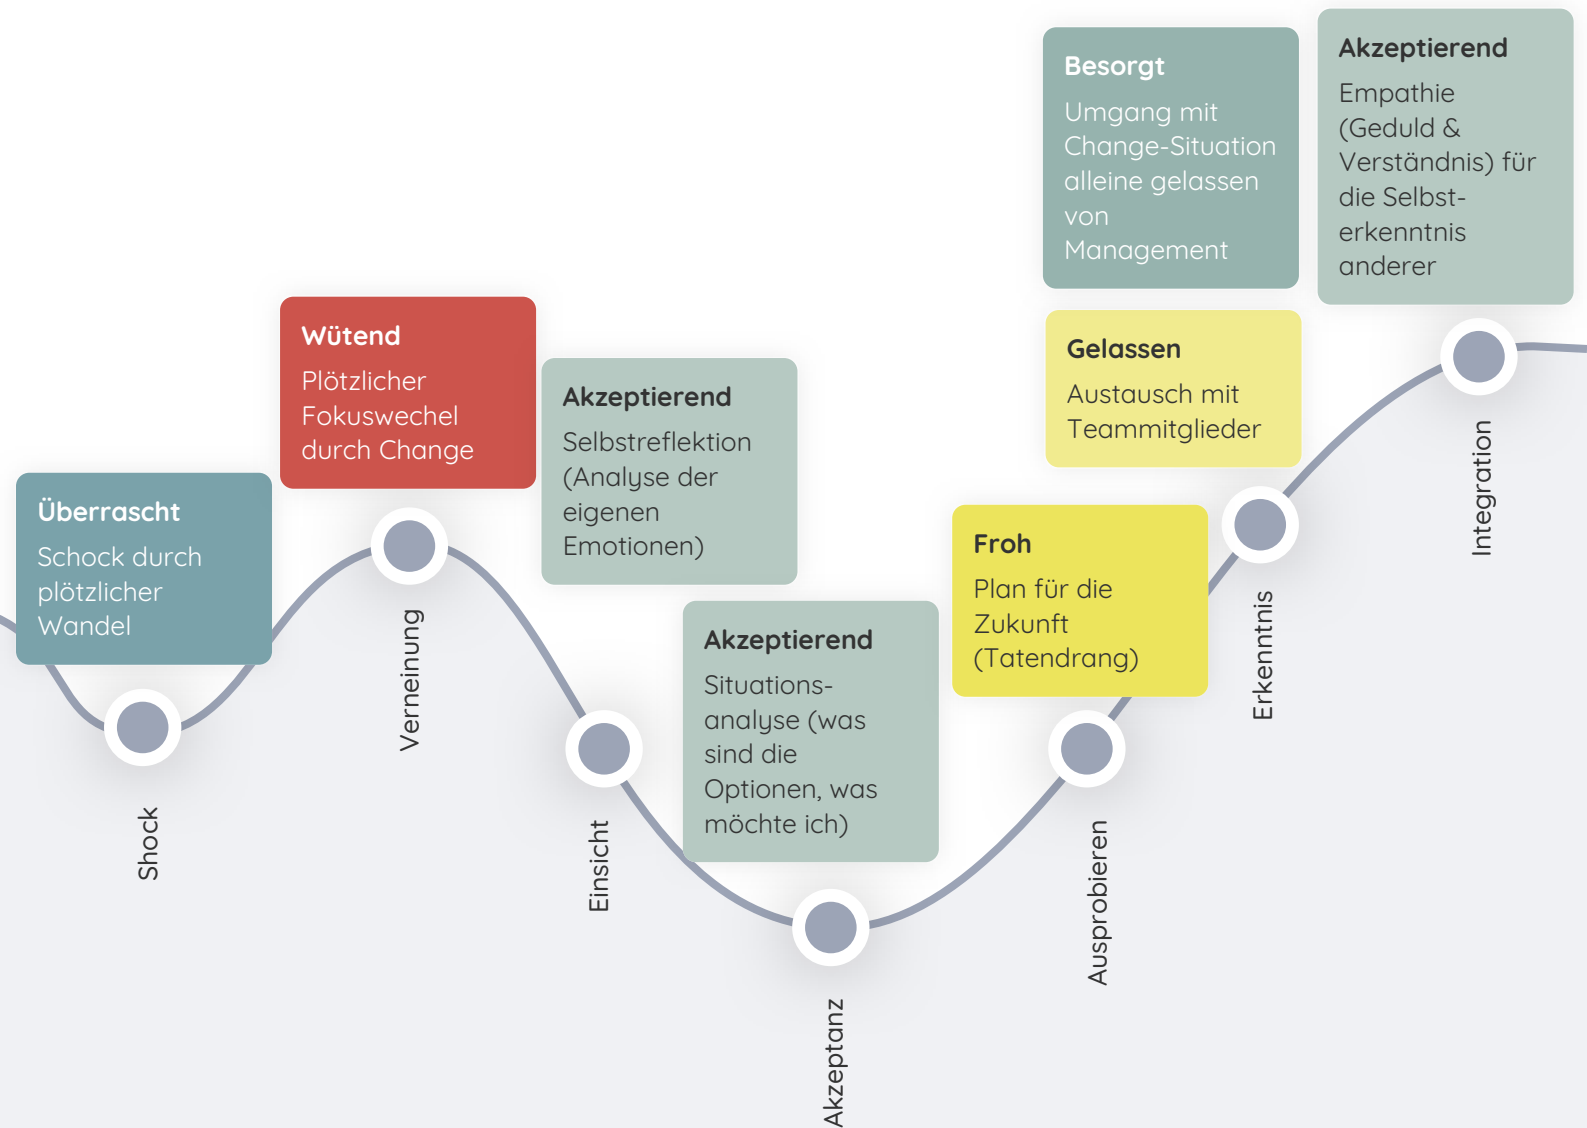 Überrascht
Schock durch
plötzlicher
Wandel
Shock
Wütend
Plötzlicher
Fokuswechel
durch Change
Verneinung
Akzeptierend
Selbstreflektion
(Analyse der
eigenen
Emotionen)
Einsicht
Akzeptierend
Situations-
analyse (was
sind die
Optionen, was
möchte ich)
Akzeptanz
Froh
Plan für die
Zukunft
(Tatendrang)
Ausprobieren
Besorgt
Umgang mit
Change-Situation
alleine gelassen
von
Management
Gelassen
Austausch mit
Teammitglieder
Erkenntnis
Akzeptierend
Empathie
(Geduld &
Verständnis) für
die Selbst-
erkenntnis
anderer
Integration